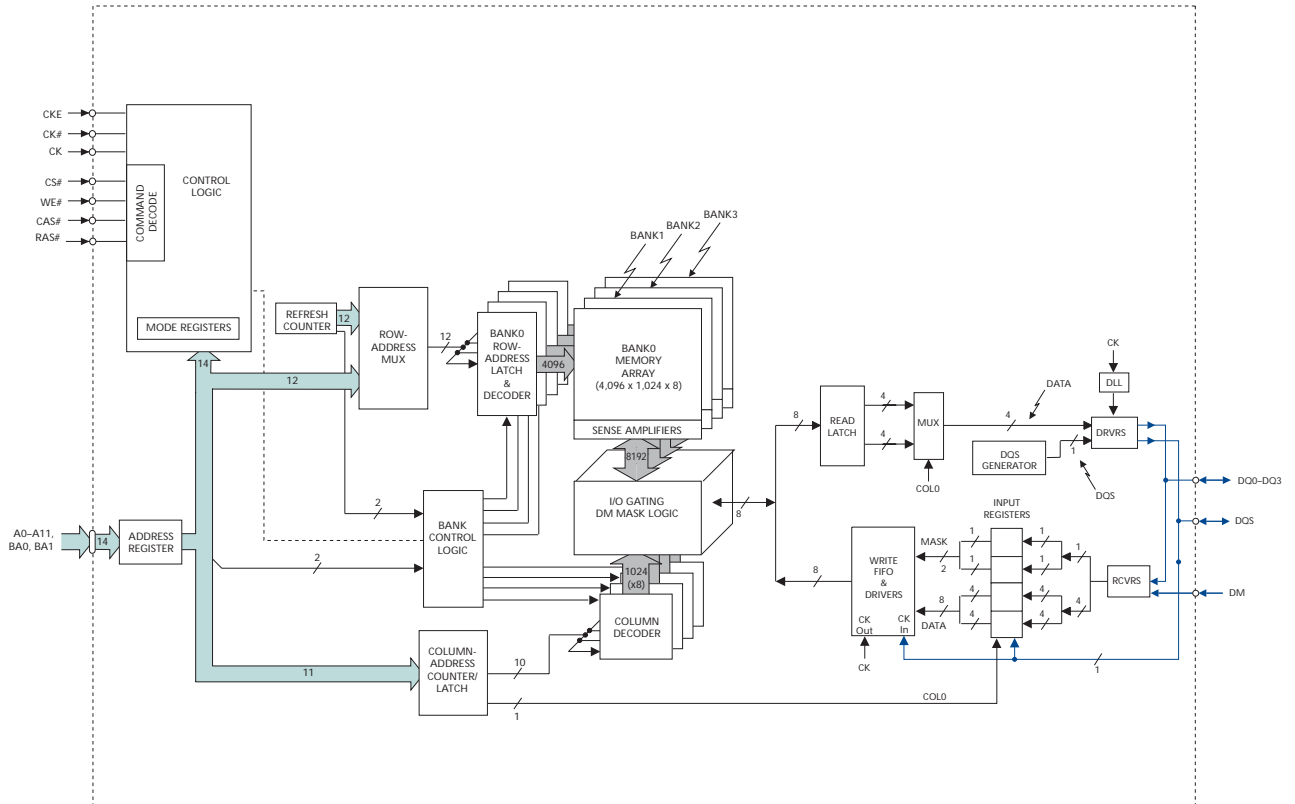 CKE
CK#
CK
CS#
WE#
CAS#
RAS#
COMMAND
DECODE
CONTROL
LOGIC
MODE REGISTERS
REFRESH
COUNTER
12
ROW-
ADDRESS
MUX
12
14
12
BANK0
ROW-
ADDRESS
LATCH
&
DECODER
4096
BANK1
BANK2
BANK3
BANK0
MEMORY
ARRAY
(4,096 x 1,024 x 8)
SENSE AMPLIFIERS
8192
I/O GATING
DM MASK LOGIC
8
2
BANK
CONTROL
LOGIC
2
1024
(x8)
COLUMN
DECODER
A0–A11,
BA0, BA1
14
ADDRESS
REGISTER
11
COLUMN-
ADDRESS
COUNTER/
LATCH
10
1
COL0
8
READ
LATCH
4
4
MUX
COL0
4
DATA
CK
DLL
DRVRS
DQS
GENERATOR
1
DQS
INPUT
REGISTERS
8
WRITE
FIFO
&
DRIVERS
CK
Out
CK
In
CK
MASK
2
8
DATA
1
1
4
4
1
1
4
4
1
4
RCVRS
1
DQ0–DQ3
DQS
DM